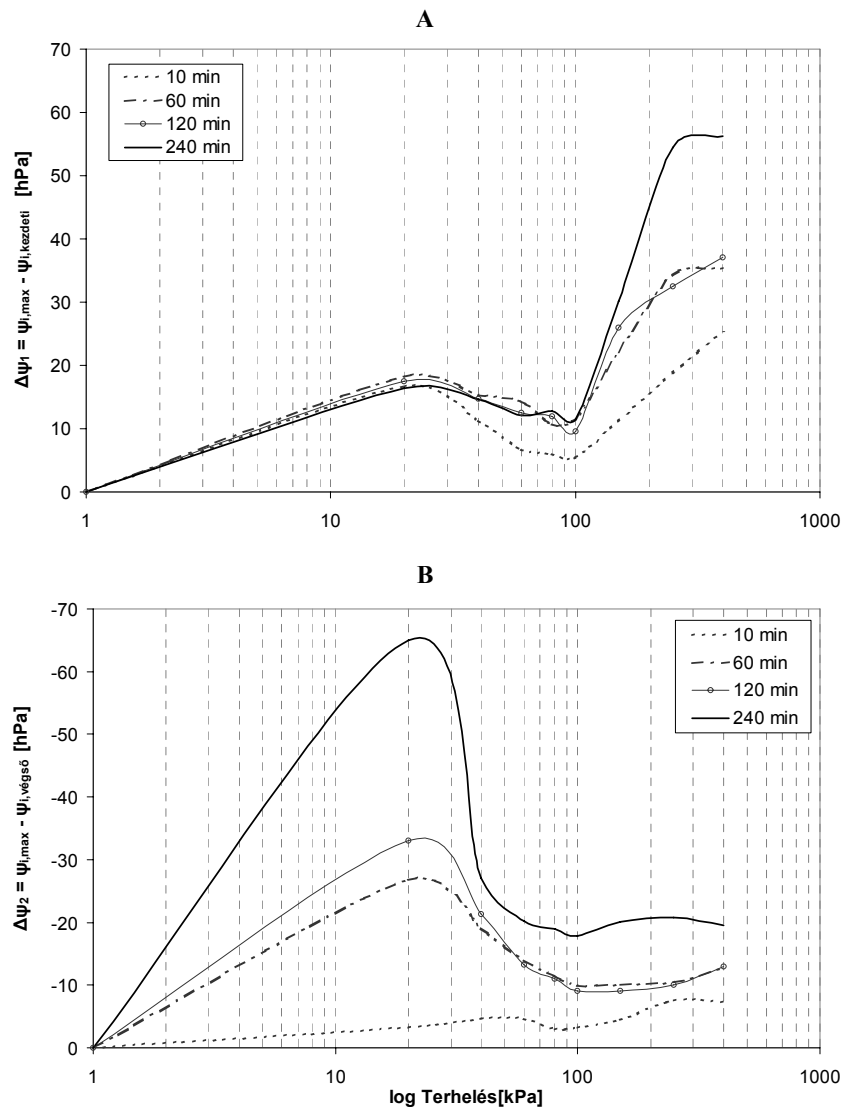 A
70
60
50
40
30
20
10
0
1
10
100
1000
Δψ₁ = ψi,max - ψi,kezdeti [hPa]
10 min
60 min
120 min
240 min
B
-70
-60
-50
-40
-30
-20
-10
0
1
10
100
1000
Δψ₂ = ψi,max - ψi,végső [hPa]
10 min
60 min
120 min
240 min
log Terhelés[kPa]